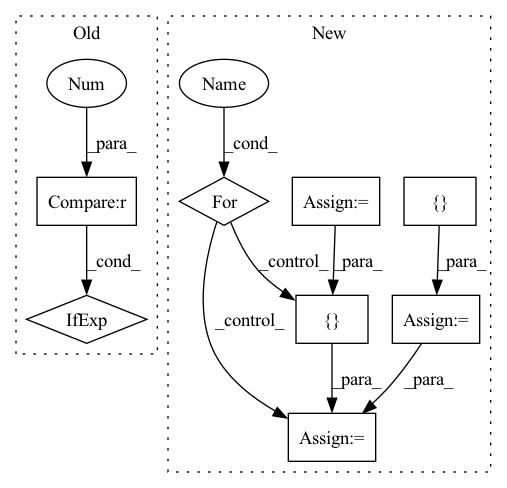 Old
New
Num
Name
_para_
_cond_
Compare:r
For
Assign:=
{}
_cond_
_control_
_para_
_para_
IfExp
{}
Assign:=
_control_
_para_
_para_
Assign:=